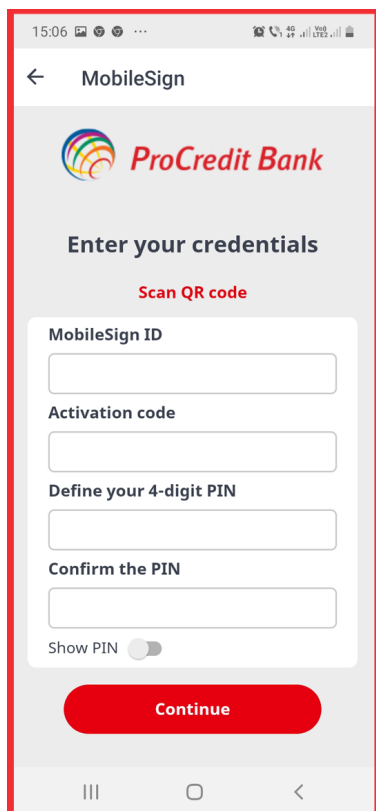 15:06
MobileSign
ProCredit Bank
Enter your credentials
Scan QR code
MobileSign ID
Activation code
Define your 4-digit PIN
Confirm the PIN
Show PIN
Continue